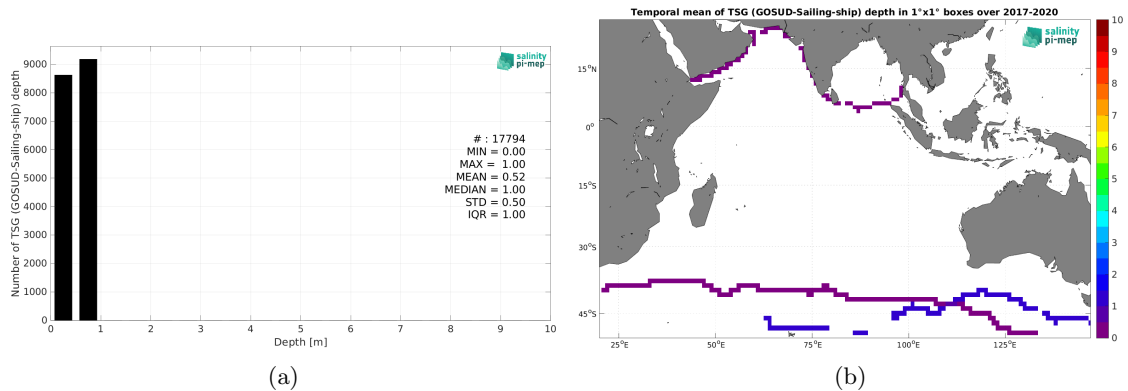 salinity
pi-mep
Number of TSG (GOSUD-Sailing-ship) depth
9000
8000
7000
6000
5000
4000
3000
2000
1000
0
# : 17794
MIN = 0.00
MAX = 1.00
MEAN = 0.52
MEDIAN = 1.00
STD = 0.50
IQR = 1.00
0 1 2 3 4 5 6 7 8 9 10
Depth [m]
(a)
Temporal mean of TSG (GOSUD-Sailing-ship) depth in 1°x1° boxes over 2017-2020
salinity
pi-mep
15°N
0°
15°S
30°S
45°S
25°E 50°E 75°E 100°E 125°E
10
9
8
7
6
5
4
3
2
1
0
(b)